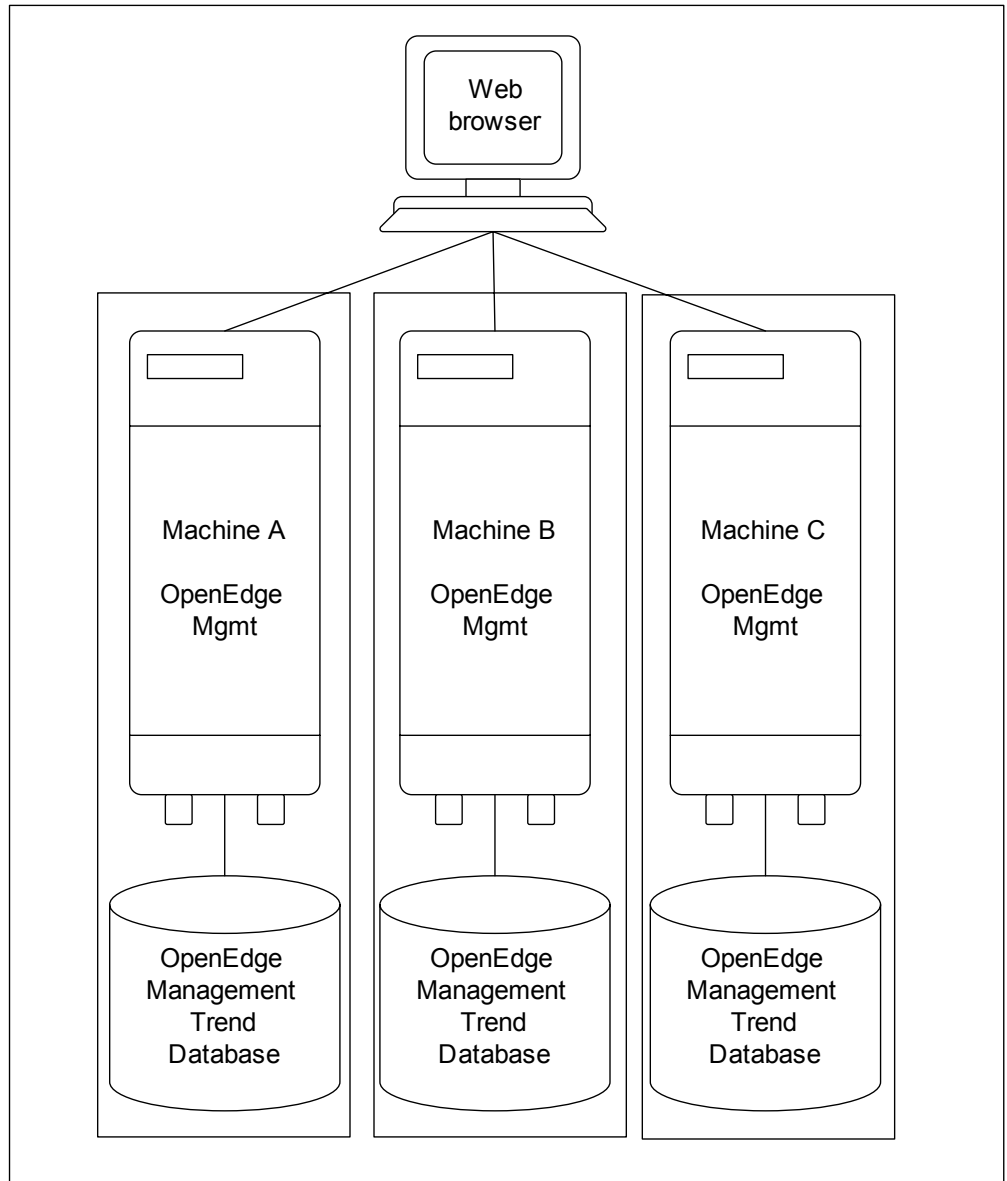 Web
browser
Machine A
OpenEdge
Mgmt
Machine B
OpenEdge
Mgmt
Machine C
OpenEdge
Mgmt
OpenEdge
Management
Trend
Database
OpenEdge
Management
Trend
Database
OpenEdge
Management
Trend
Database